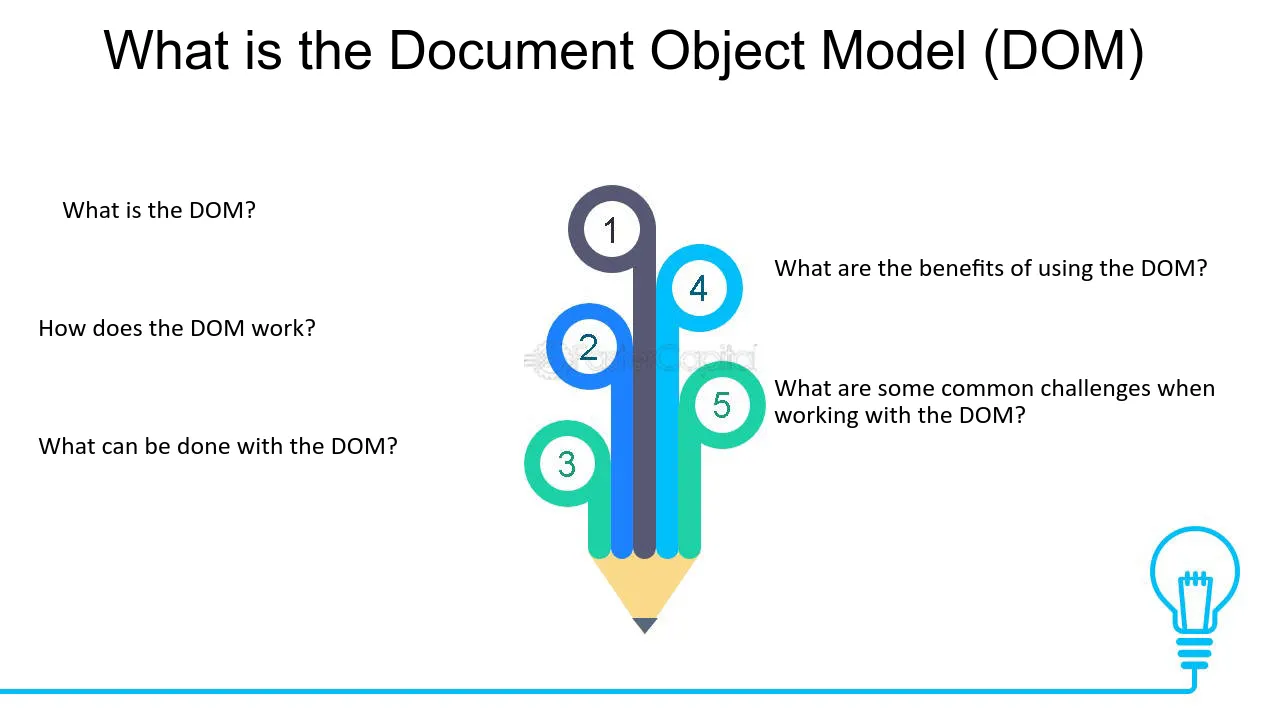 What is the Document Object Model (DOM)
What is the DOM?
1
How does the DOM work?
2
What can be done with the DOM?
3
4
What are the benefits of using the DOM?
5
What are some common challenges when
working with the DOM?
FasterCapital